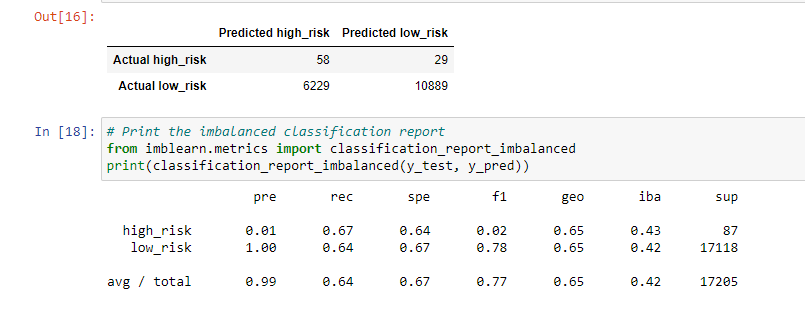 Out[16]:
Predicted high_risk Predicted low_risk
Actual high_risk 58 29
Actual low_risk 6229 10889
In [18]: # Print the imbalanced classification report
from imblearn.metrics import classification_report_imbalanced
print(classification_report_imbalanced(y_test, y_pred))
pre rec spe f1 geo iba sup
high_risk 0.01 0.67 0.64 0.02 0.65 0.43 87
low_risk 1.00 0.64 0.67 0.78 0.65 0.42 17118
avg / total 0.99 0.64 0.67 0.77 0.65 0.42 17205